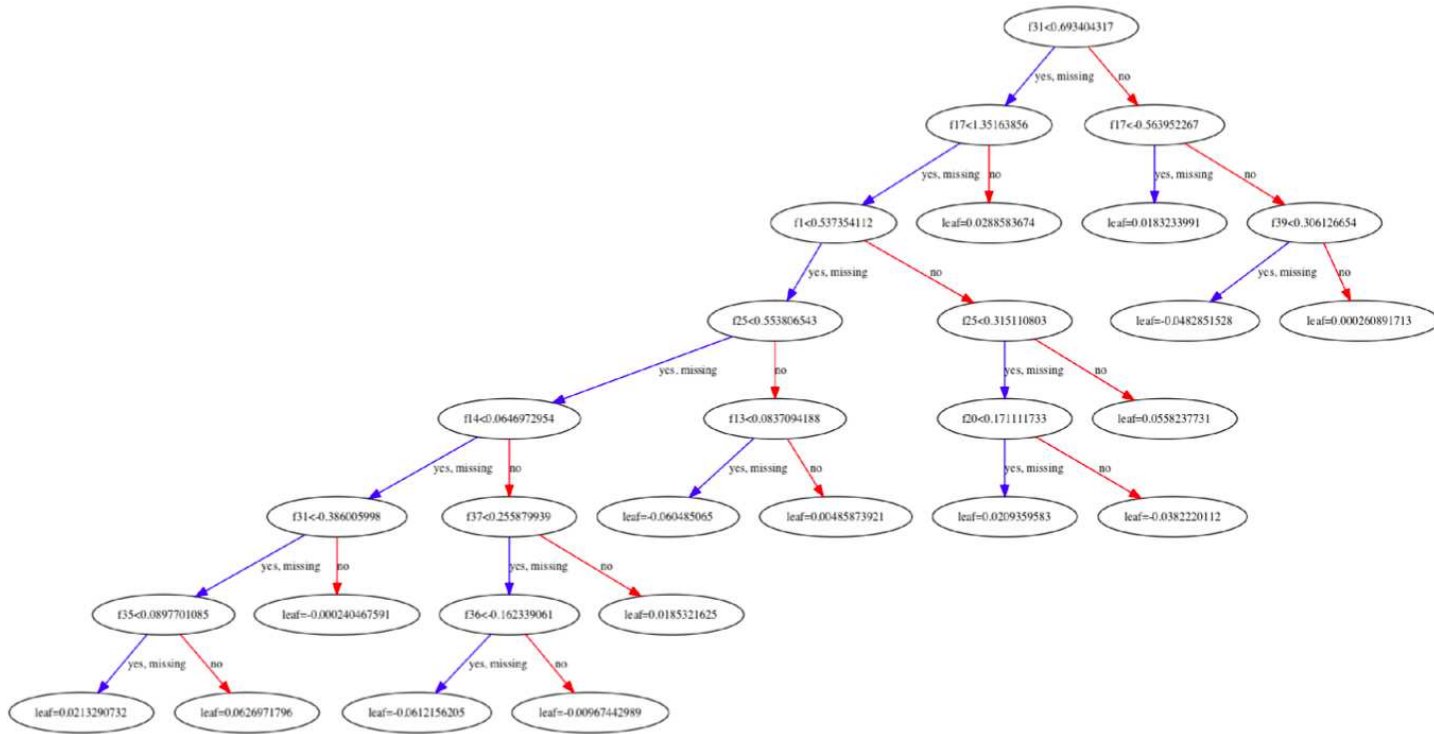 f31<0.693404317
yes, missing
no
f17<1.35163856
f17<-0.563952267
yes, missing
no
yes, missing
no
f1<0.537354112
leaf=0.0288583674
leaf=0.0183233991
f39<0.306126654
yes, missing
no
yes, missing
no
f25<0.553806543
f25<0.315110803
leaf=-0.0482851528
leaf=0.000260891713
yes, missing
no
yes, missing
no
f14<0.0646972954
f13<0.0837094188
f20<0.171111733
leaf=0.0558237731
yes, missing
no
yes, missing
no
yes, missing
no
f31<-0.386005998
f37<0.255879939
leaf=-0.060485065
leaf=0.00485873921
leaf=0.0209359583
leaf=-0.0382220112
yes, missing
no
yes, missing
no
f35<0.0897701085
leaf=-0.000240467591
f36<-0.162339061
leaf=0.0185321625
yes, missing
no
yes, missing
no
leaf=0.0213290732
leaf=0.0626971796
leaf=-0.0612156205
leaf=-0.00967442989